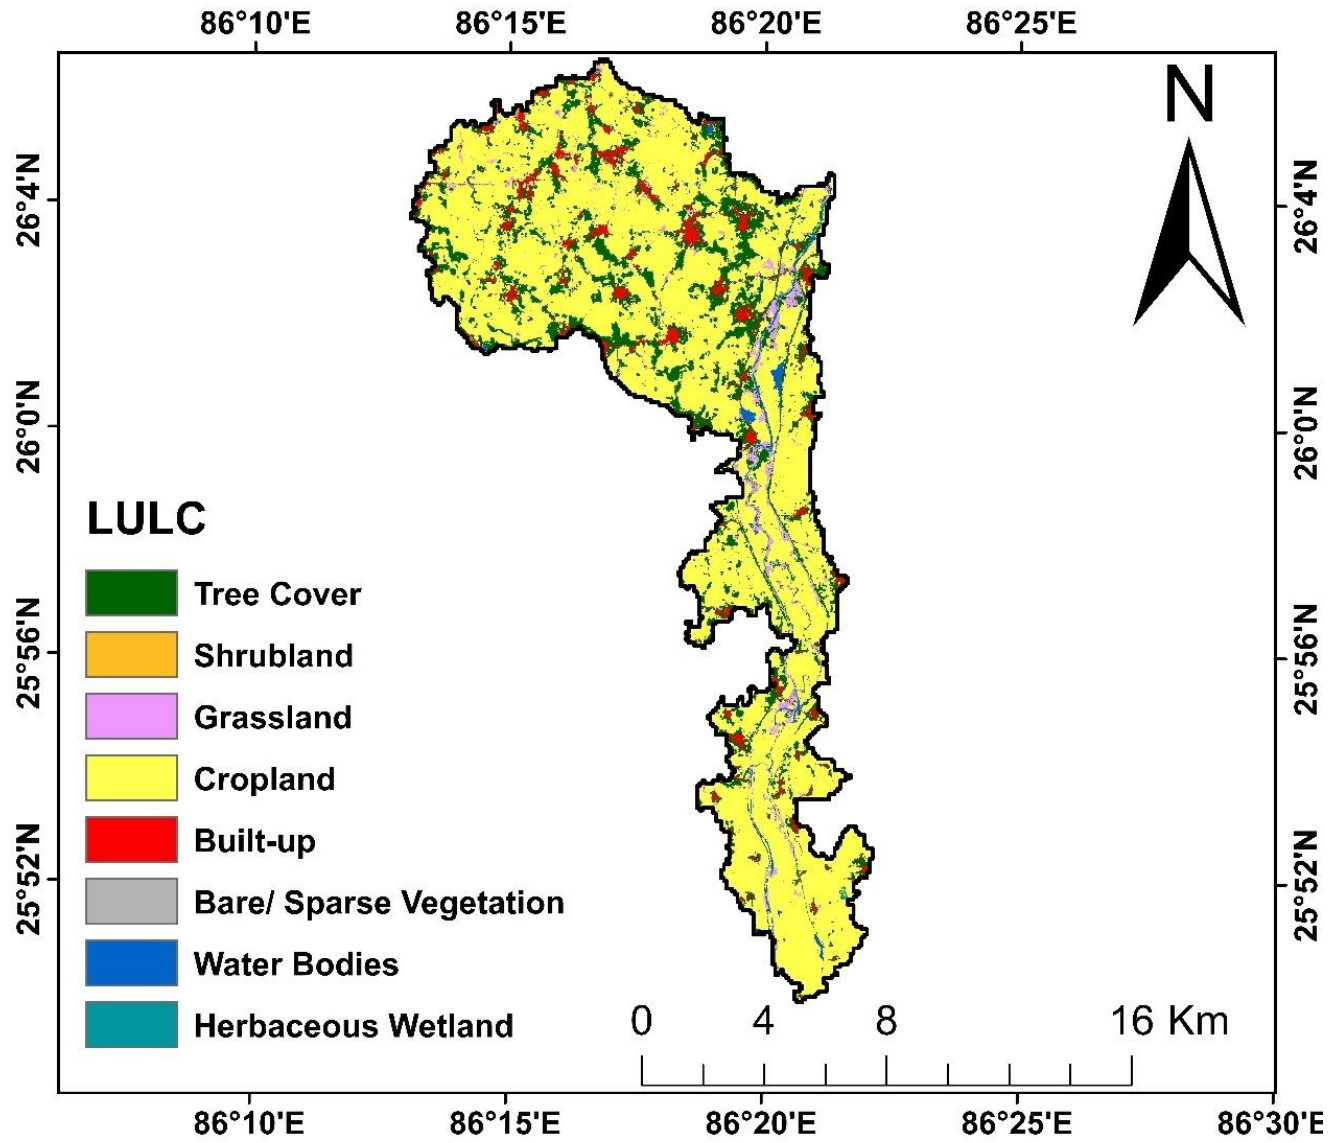 86°10'E 86°15'E 86°20'E 86°25'E
N
26°4'N
26°4'N
26°0'N
26°0'N
LULC
Tree Cover
Shrubland
Grassland
Cropland
Built-up
Bare/ Sparse Vegetation
Water Bodies
Herbaceous Wetland
25°56'N
25°56'N
25°52'N
25°52'N
0 4 8 16 Km
86°10'E 86°15'E 86°20'E 86°25'E 86°30'E